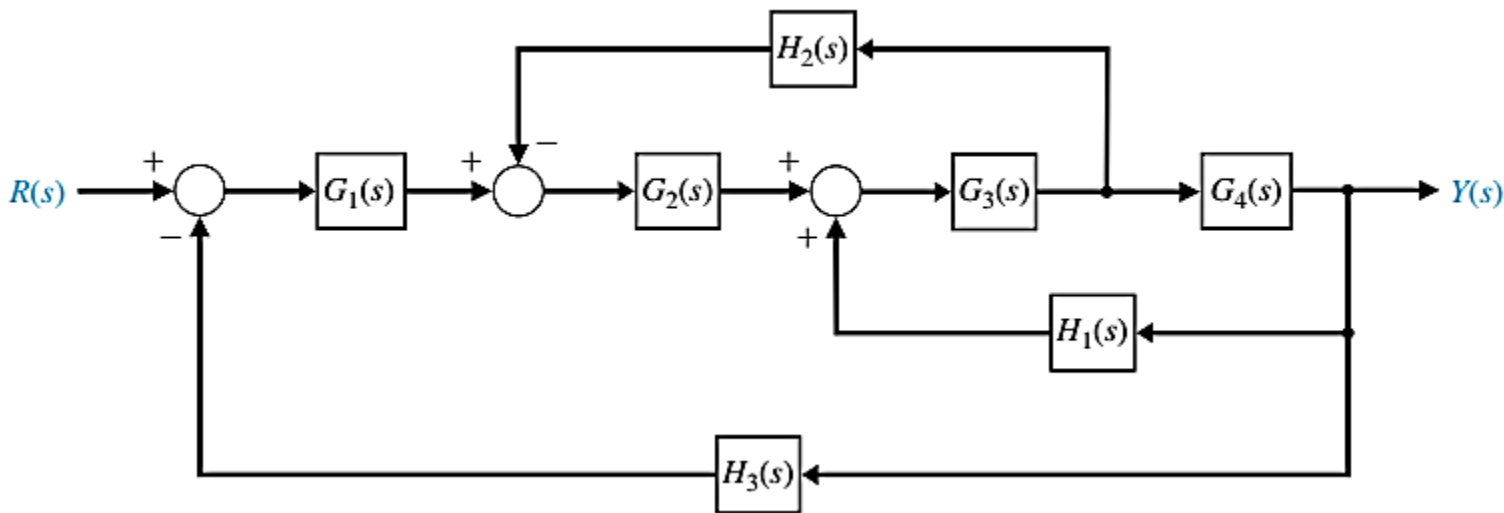 H₂(s)
−
+ + +
R(s) G₁(s) G₂(s) G₃(s) G₄(s) Y(s)
− +
H₁(s)
H₃(s)